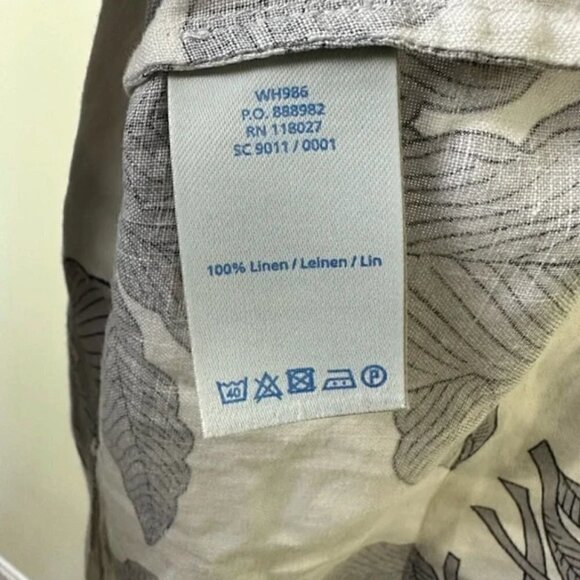 WH986
P.O. 888982
RN 118027
SC 9011 / 0001
100% Linen / Leinen / Lin
40 P